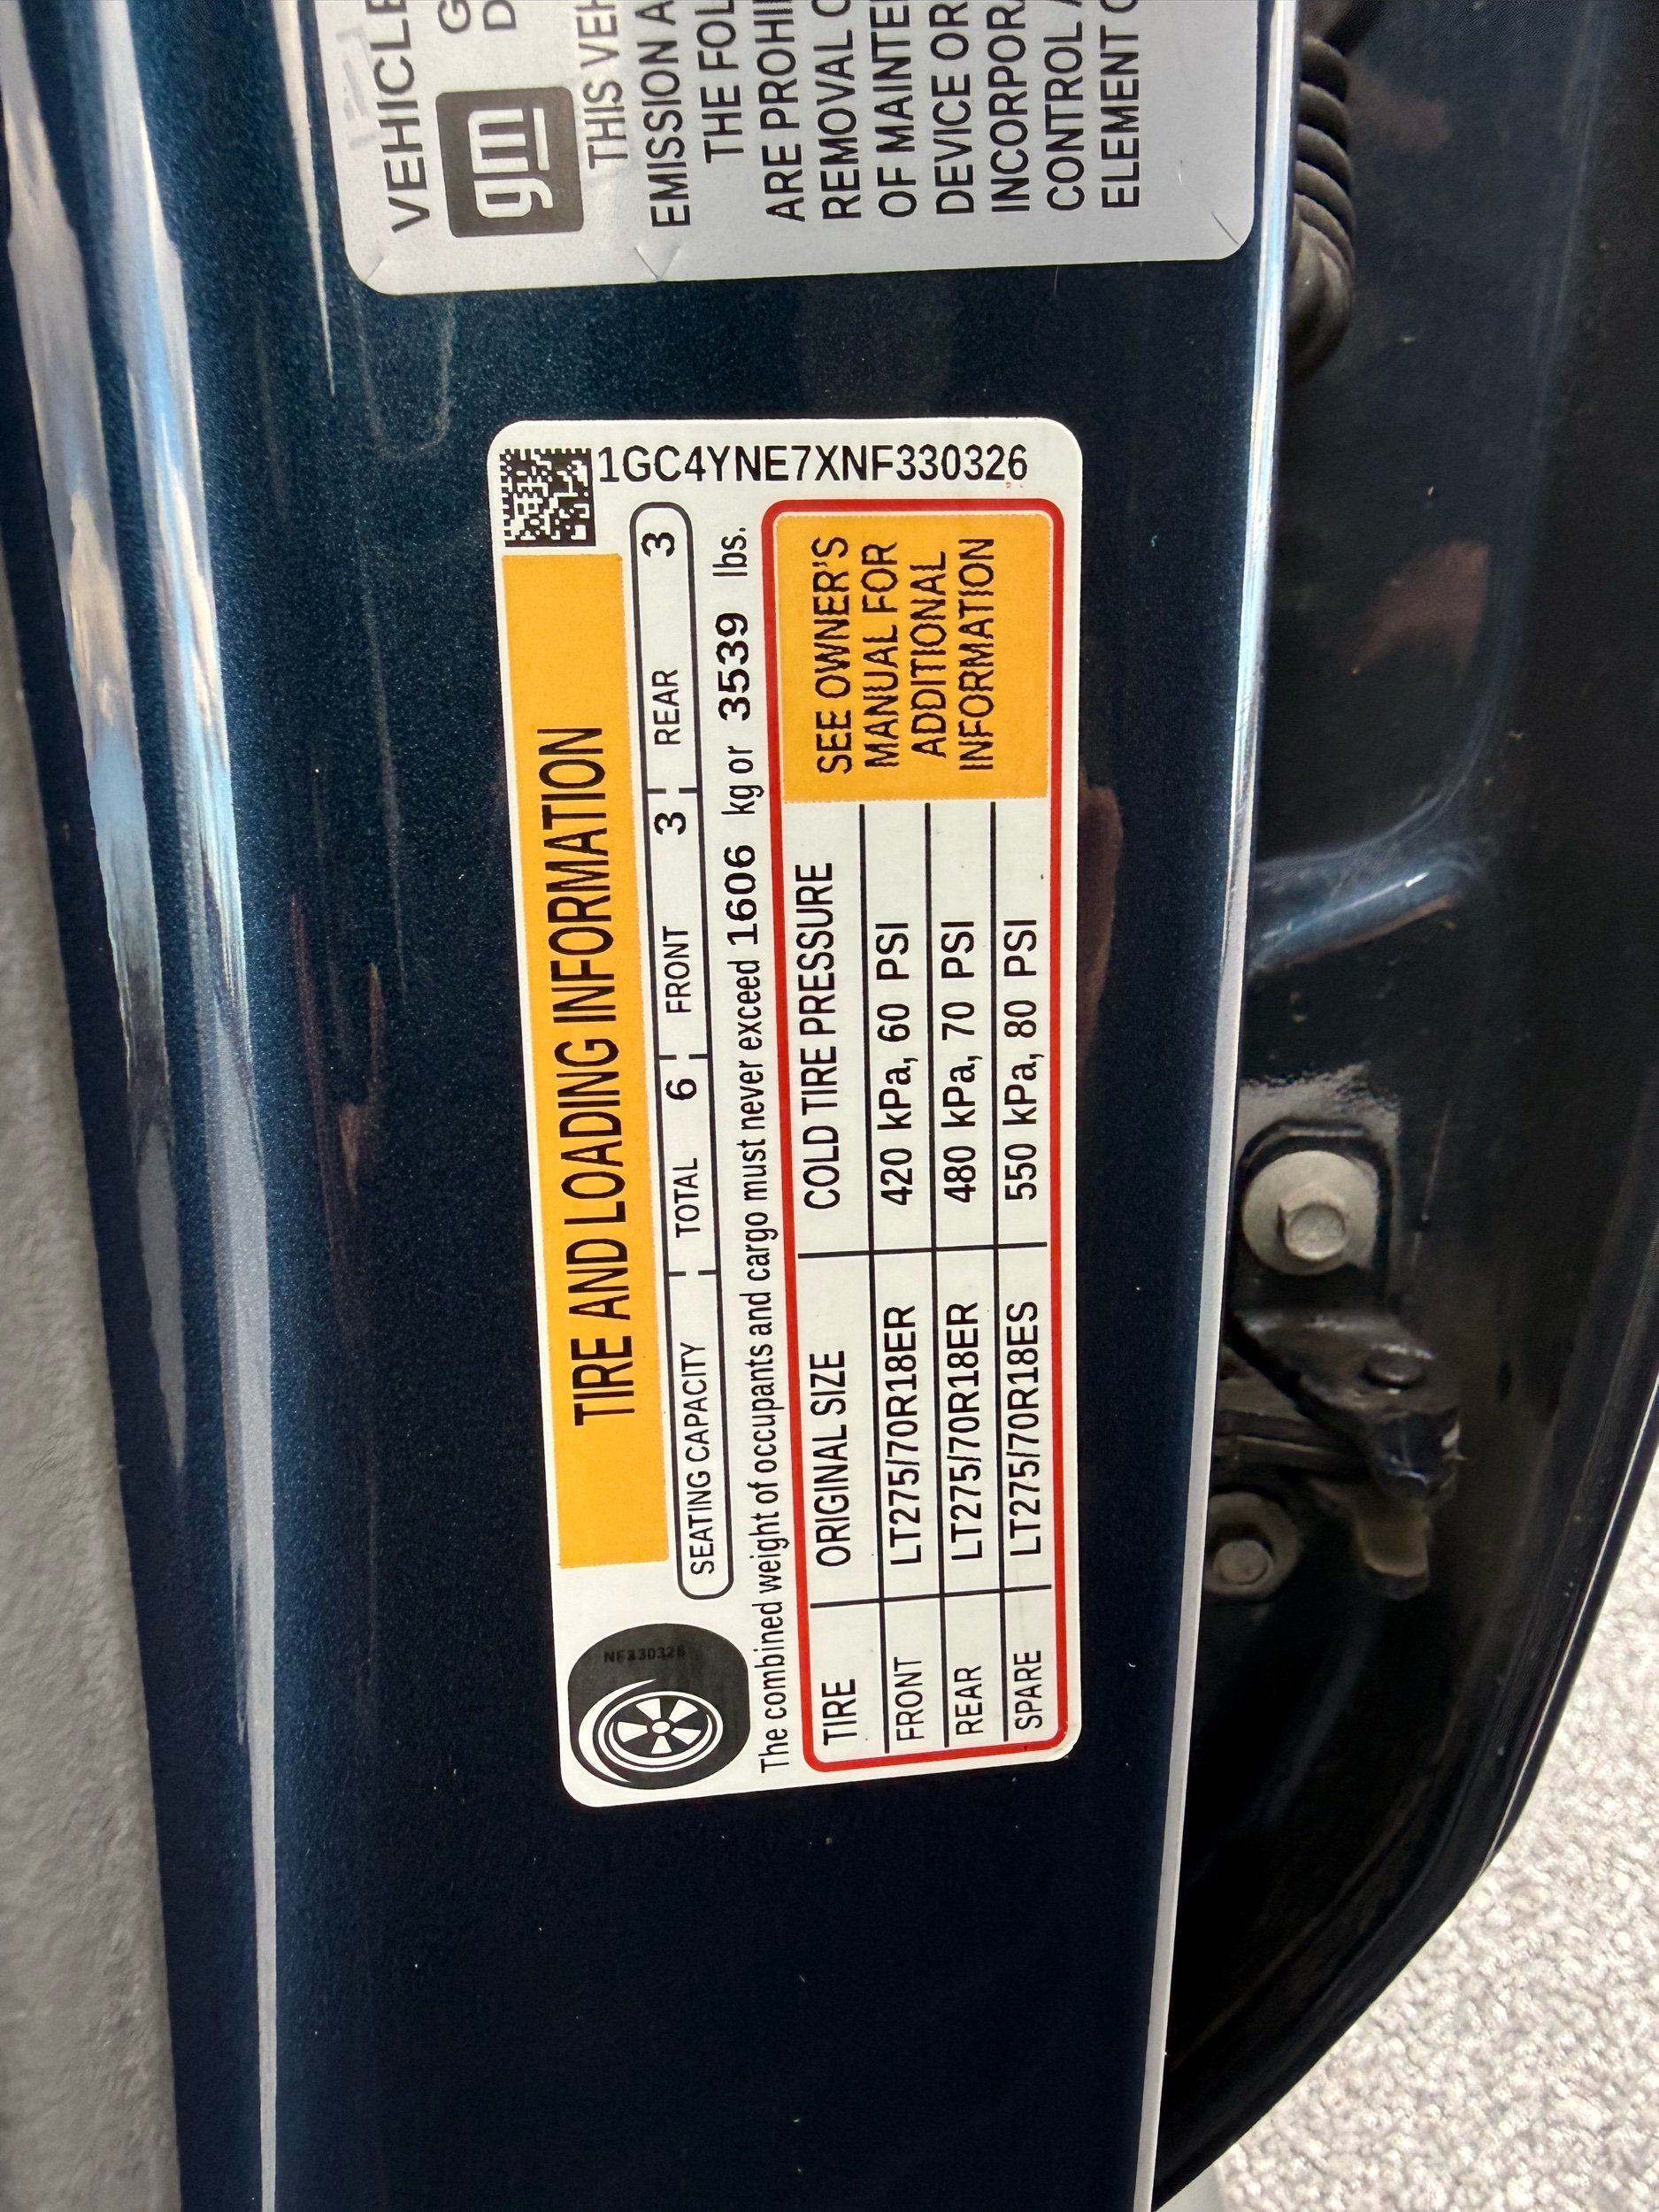 1GC4YNE7XNF330326
TIRE AND LOADING INFORMATION
NF330326
SEATING CAPACITY TOTAL 6 FRONT 3 REAR 3
The combined weight of occupants and cargo must never exceed 1606 kg or 3539 lbs.
TIRE ORIGINAL SIZE COLD TIRE PRESSURE
FRONT LT275/70R18ER 420 kPa, 60 PSI
REAR LT275/70R18ER 480 kPa, 70 PSI
SPARE LT275/70R18ES 550 kPa, 80 PSI
SEE OWNER'S
MANUAL FOR
ADDITIONAL
INFORMATION
VEHICLE
gm
THIS VEH
EMISSION A
THE FOL
ARE PROHI
REMOVAL O
OF MAINTE
DEVICE OR
INCORPORA
CONTROL
ELEMENT